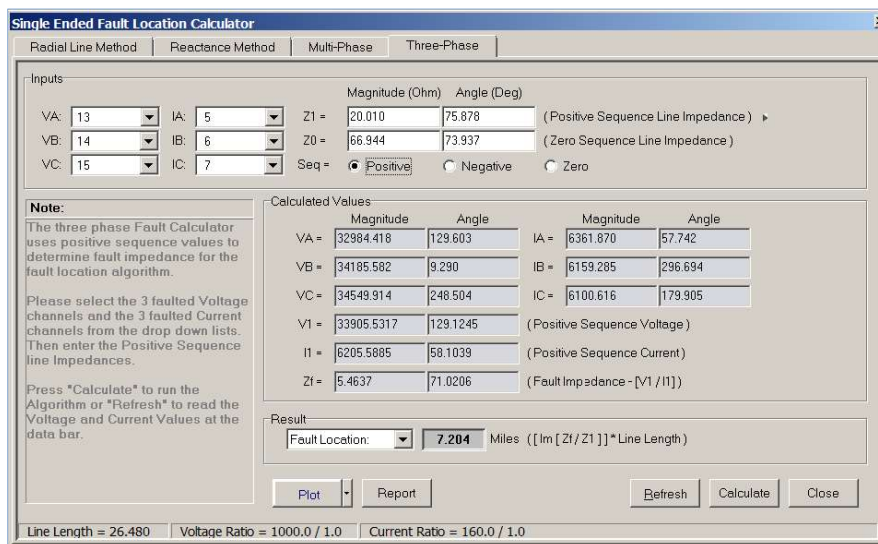 Single Ended Fault Location Calculator
Radial Line Method Reactance Method Multi-Phase Three-Phase
Inputs
Magnitude (Ohm) Angle (Deg)
VA: 13 IA: 5 Z1 = 20.010 75.878 ( Positive Sequence Line Impedance )
VB: 14 IB: 6 Z0 = 66.944 73.937 ( Zero Sequence Line Impedance )
VC: 15 IC: 7 Seq = Positive Negative Zero
Note:
The three phase Fault Calculator
uses positive sequence values to
determine fault impedance for the
fault location algorithm.
Please select the 3 faulted Voltage
channels and the 3 faulted Current
channels from the drop down lists.
Then enter the Positive Sequence
line Impedances.
Press "Calculate" to run the
Algorithm or "Refresh" to read the
Voltage and Current Values at the
data bar.
Calculated Values
Magnitude Angle Magnitude Angle
VA = 32984.418 129.603 IA = 6361.870 57.742
VB = 34185.582 9.290 IB = 6159.285 296.694
VC = 34549.914 248.504 IC = 6100.616 179.905
V1 = 33905.5317 129.1245 ( Positive Sequence Voltage )
I1 = 6205.5885 58.1039 ( Positive Sequence Current )
Zf = 5.4637 71.0206 ( Fault Impedance - [V1 / I1] )
Result
Fault Location: 7.204 Miles ( [ Im [ Zf / Z1 ] ] * Line Length )
Plot Report Refresh Calculate Close
Line Length = 26.480 Voltage Ratio = 1000.0 / 1.0 Current Ratio = 160.0 / 1.0